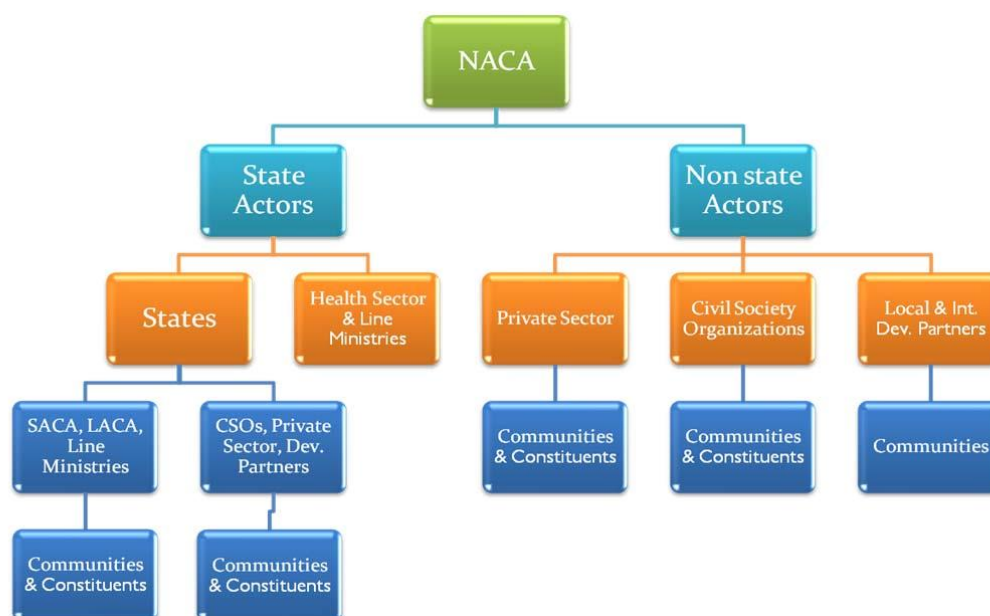 NACA
State
Actors
Non state
Actors
States
Health Sector
& Line
Ministries
Private Sector
Civil Society
Organizations
Local & Int.
Dev. Partners
SACA, LACA,
Line
Ministries
CSOs, Private
Sector, Dev.
Partners
Communities
& Constituents
Communities
& Constituents
Communities
Communities
& Constituents
Communities
& Constituents